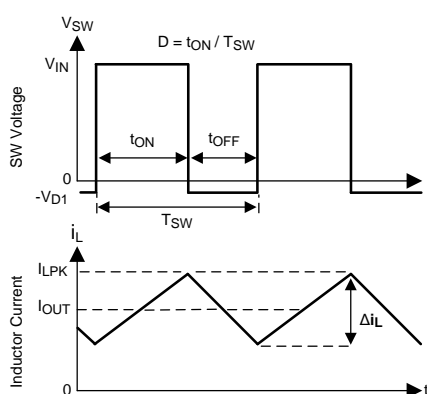 VSW
D = tON / TSW
VIN
SW Voltage
tON
tOFF
0
-VD1
TSW
iL
Inductor Current
ILPK
IOUT
ΔiL
0
t